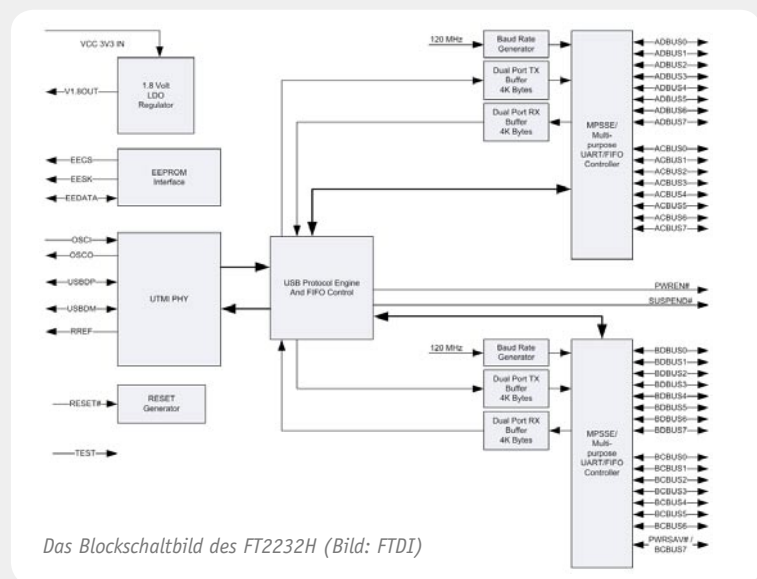 VCC 3V3 IN
1.8 Volt
LDO
Regulator
V1.8OUT
EECS
EESK
EEDATA
EEPROM
Interface
OSCI
OSCO
USBDP
USBDM
RREF
UTMI PHY
RESET#
RESET
Generator
TEST
USB Protocol Engine
And FIFO Control
120 MHz
Baud Rate
Generator
Dual Port TX
Buffer
4K Bytes
Dual Port RX
Buffer
4K Bytes
MPSSE/
Multi-
purpose
UART/FIFO
Controller
ADBUS0
ADBUS1
ADBUS2
ADBUS3
ADBUS4
ADBUS5
ADBUS6
ADBUS7
ACBUS0
ACBUS1
ACBUS2
ACBUS3
ACBUS4
ACBUS5
ACBUS6
ACBUS7
PWREN#
SUSPEND#
120 MHz
Baud Rate
Generator
Dual Port TX
Buffer
4K Bytes
Dual Port RX
Buffer
4K Bytes
MPSSE/
Multi-
purpose
UART/FIFO
Controller
BDBUS0
BDBUS1
BDBUS2
BDBUS3
BDBUS4
BDBUS5
BDBUS6
BDBUS7
BCBUS0
BCBUS1
BCBUS2
BCBUS3
BCBUS4
BCBUS5
BCBUS6
PWRSAV# /
BCBUS7
Das Blockschaltbild des FT2232H (Bild: FTDI)